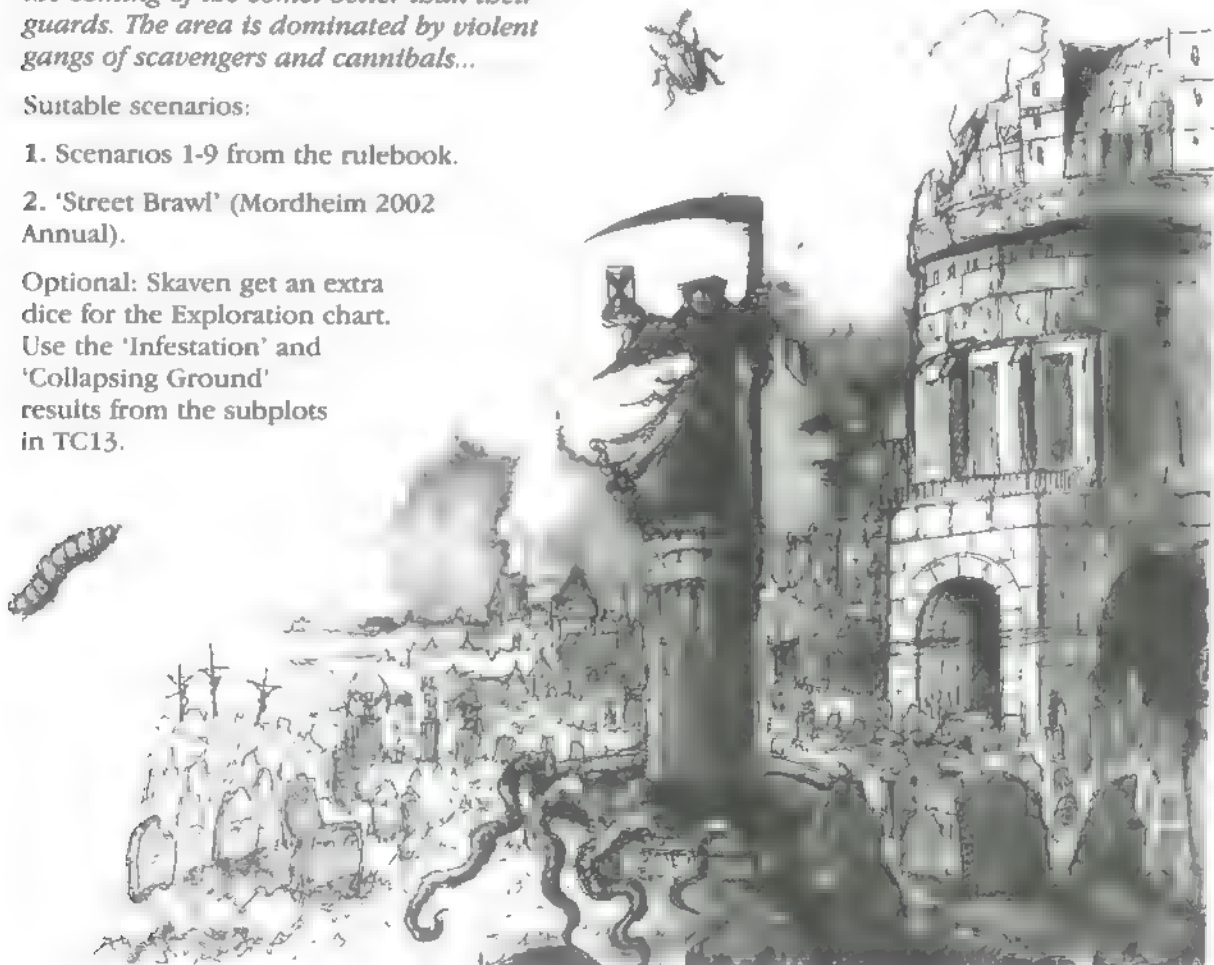 guards. The area is dominated by violent
gangs of scavengers and cannibals...
Suitable scenarios:
1. Scenarios 1-9 from the rulebook.
2. 'Street Brawl' (Mordheim 2002
Annual).
Optional: Skaven get an extra
dice for the Exploration chart.
Use the 'Infestation' and
'Collapsing Ground'
results from the subplots
in TC13.